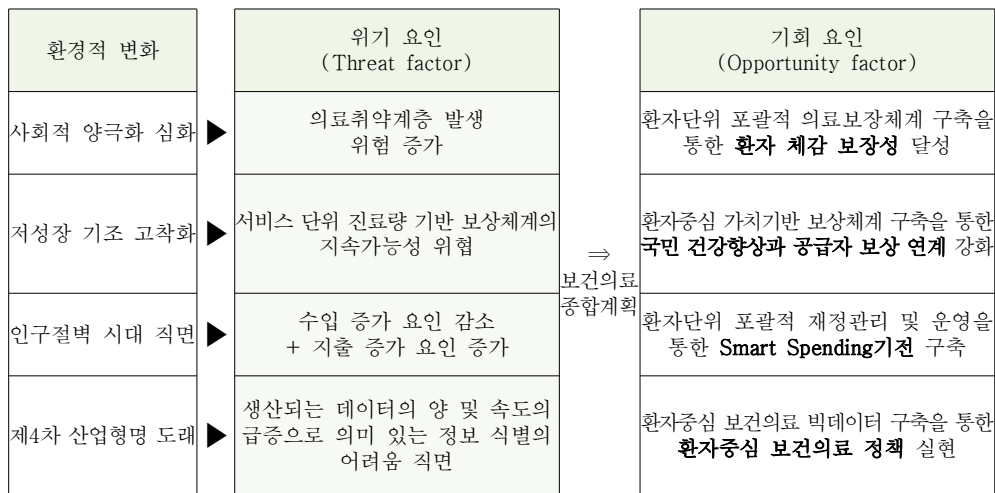 환경적 변화
위기 요인
(Threat factor)
기회 요인
(Opportunity factor)
사회적 양극화 심화 ▶
의료취약계층 발생
위험 증가
환자단위 포괄적 의료보장체계 구축을
통한 환자 체감 보장성 달성
저성장 기조 고착화 ▶
서비스 단위 진료량 기반 보상체계의
지속가능성 위협
⇒
보건의료
종합계획
환자중심 가치기반 보상체계 구축을 통한
국민 건강향상과 공급자 보상 연계 강화
인구절벽 시대 직면 ▶
수입 증가 요인 감소
+ 지출 증가 요인 증가
환자단위 포괄적 재정관리 및 운영을
통한 Smart Spending기전 구축
제4차 산업형명 도래 ▶
생산되는 데이터의 양 및 속도의
급증으로 의미 있는 정보 식별의
어려움 직면
환자중심 보건의료 빅데이터 구축을 통한
환자중심 보건의료 정책 실현